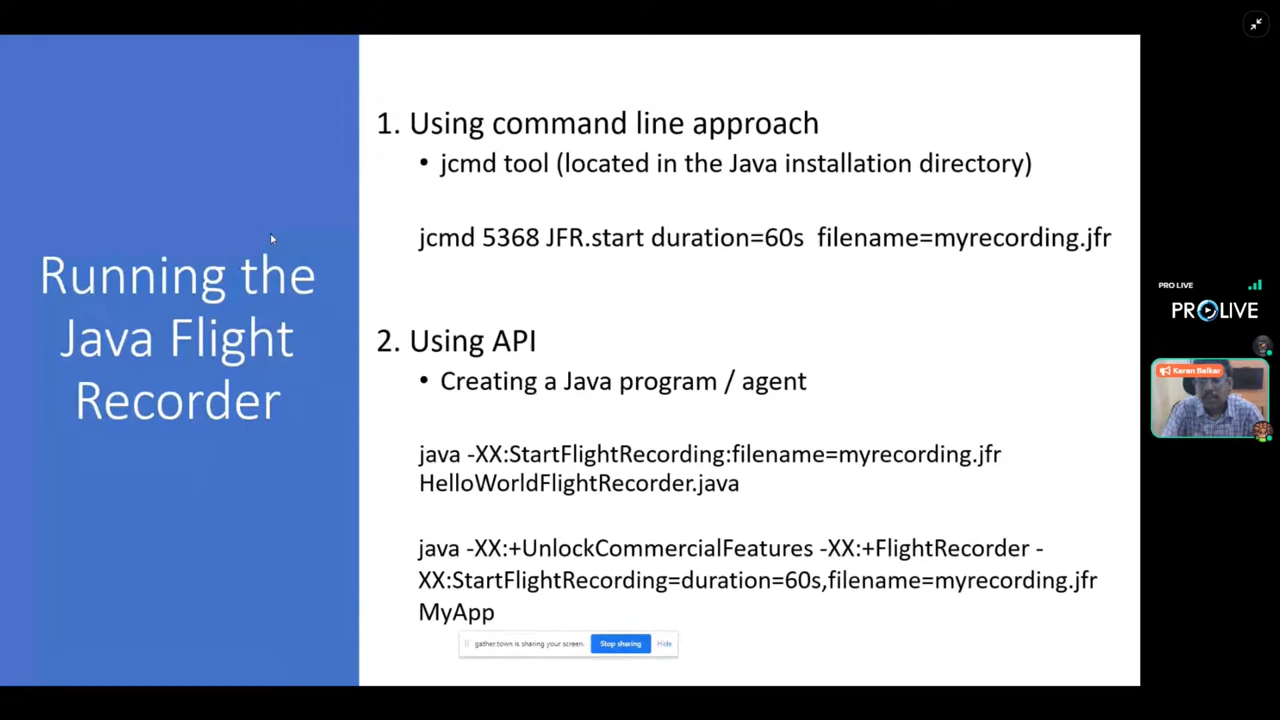 Running the
Java Flight
Recorder
1. Using command line approach
• jcmd tool (located in the Java installation directory)
jcmd 5368 JFR.start duration=60s filename=myrecording.jfr
2. Using API
• Creating a Java program / agent
java -XX:StartFlightRecording:filename=myrecording.jfr
HelloWorldFlightRecorder.java
java -XX:+UnlockCommercialFeatures -XX:+FlightRecorder -
XX:StartFlightRecording=duration=60s,filename=myrecording.jfr
MyApp
gather.town is sharing your screen. Stop sharing Hide
PRO LIVE
PROLIVE
Karan Balkar